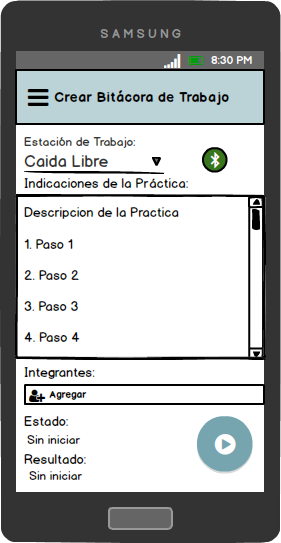 SAMSUNG
8:30 PM
Crear Bitácora de Trabajo
Estación de Trabajo:
Caida Libre
Indicaciones de la Práctica:
Descripcion de la Practica
1. Paso 1
2. Paso 2
3. Paso 3
4. Paso 4
Integrantes:
Agregar
Estado:
Sin iniciar
Resultado:
Sin iniciar